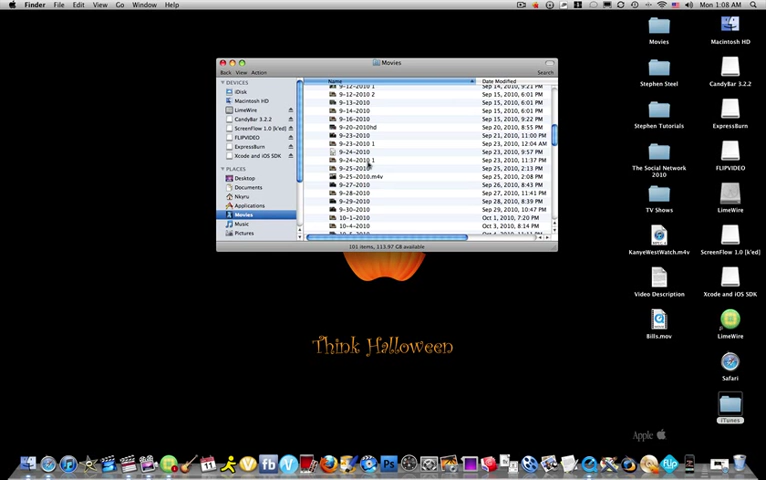 Finder File Edit View Go Window Help Mon 1:08 AM
Movies
Back View Action Search
Name Date Modified
DEVICES
iDisk
Macintosh HD
LimeWire
CandyBar 3.2.2
ScreenFlow 1.0 [k'ed]
FLIPVIDEO
ExpressBurn
Xcode and iOS SDK
PLACES
Desktop
Documents
Nkyru
Applications
Movies
Music
Pictures
9-12-2010 1 Sep 14, 2010, 9:21 PM
9-12-2010 2 Sep 15, 2010, 6:01 PM
9-13-2010 Sep 15, 2010, 6:01 PM
9-14-2010 Sep 15, 2010, 6:01 PM
9-16-2010 Sep 15, 2010, 9:22 PM
9-20-2010hd Sep 20, 2010, 8:55 PM
9-23-2010 Sep 21, 2010, 11:00 PM
9-23-2010 1 Sep 23, 2010, 12:04 AM
9-24-2010 Sep 23, 2010, 9:57 PM
9-24-2010 1 Sep 23, 2010, 11:37 PM
9-25-2010 Sep 25, 2010, 2:13 PM
9-25-2010.m4v Sep 25, 2010, 2:08 PM
9-27-2010 Sep 26, 2010, 8:43 PM
9-28-2010 Sep 27, 2010, 11:41 PM
9-29-2010 Sep 28, 2010, 8:39 PM
9-30-2010 Sep 29, 2010, 10:47 PM
10-1-2010 Oct 1, 2010, 7:20 PM
10-4-2010 Oct 3, 2010, 8:14 PM
101 items, 113.97 GB available
Movies
Macintosh HD
Stephen Steel
CandyBar 3.2.2
Stephen Tutorials
ExpressBurn
The Social Network 2010
FLIPVIDEO
TV Shows
LimeWire
KanyeWestWatch.m4v
ScreenFlow 1.0 [k'ed]
Video Description
Xcode and iOS SDK
Bills.mov
LimeWire
Safari
iTunes
Think Halloween
Apple